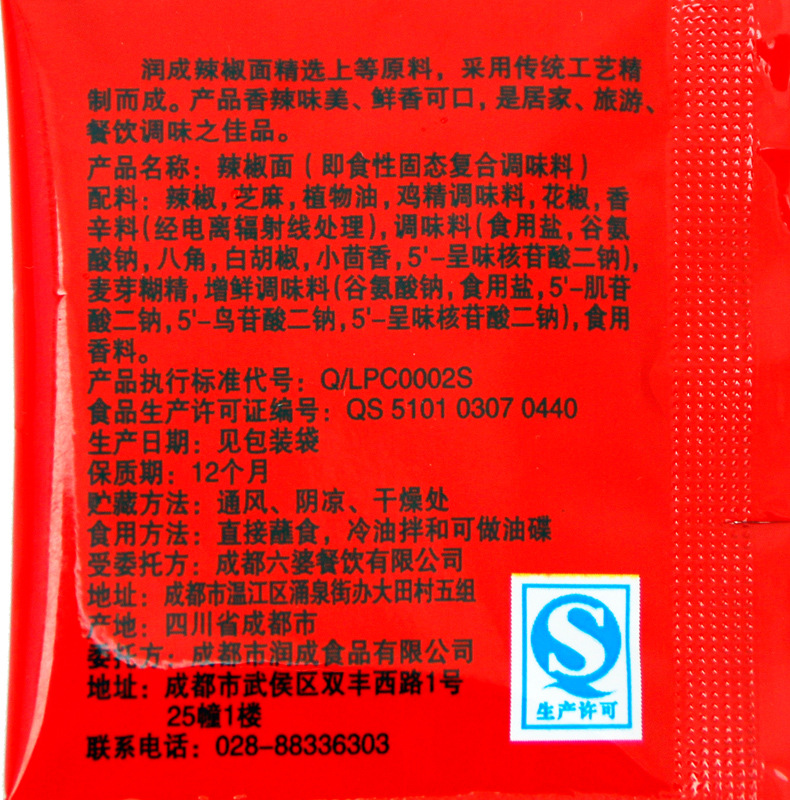 润成辣椒面精选上等原料，采用传统工艺精
制而成。产品香辣味美、鲜香可口，是居家、旅游、
餐饮调味之佳品。
产品名称：辣椒面（即食性固态复合调味料）
配料：辣椒，芝麻，植物油，鸡精调味料，花椒，香
辛料（经电离辐射线处理），调味料（食用盐，谷氨
酸钠，八角，白胡椒，小茴香，5'-呈味核苷酸二钠），
麦芽糊精，增鲜调味料（谷氨酸钠，食用盐，5'-肌苷
酸二钠，5'-鸟苷酸二钠，5'-呈味核苷酸二钠），食用
香料。
产品执行标准代号：Q/LPC0002S
食品生产许可证编号：QS 5101 0307 0440
生产日期：见包装袋
保质期：12个月
贮藏方法：通风、阴凉、干燥处
食用方法：直接蘸食，冷油拌和可做油碟
受委托方：成都六婆餐饮有限公司
地址：成都市温江区涌泉街办大田村五组
产地：四川省成都市
委托方：成都市润成食品有限公司
地址：成都市武侯区双丰西路1号
25幢1楼
联系电话：028-88336303
生产许可